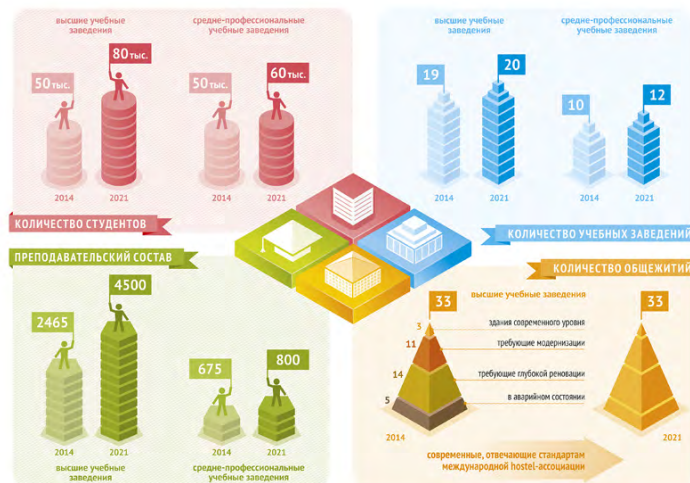 высшие учебные
заведения
средне-профессиональные
учебные заведения
50 тыс.
80 тыс.
50 тыс.
60 тыс.
2014
2021
2014
2021
КОЛИЧЕСТВО СТУДЕНТОВ
высшие учебные
заведения
средне-профессиональные
учебные заведения
19
20
10
12
2014
2021
2014
2021
КОЛИЧЕСТВО УЧЕБНЫХ ЗАВЕДЕНИЙ
ПРЕПОДАВАТЕЛЬСКИЙ СОСТАВ
2465
4500
675
800
2014
2021
2014
2021
высшие учебные
заведения
средне-профессиональные
учебные заведения
КОЛИЧЕСТВО ОБЩЕЖИТИЙ
высшие учебные заведения
33
33
3
здания современного уровня
11
требующие модернизации
14
требующие глубокой реновации
5
в аварийном состоянии
2014
2021
современные, отвечающие стандартам
международной hostel-ассоциации